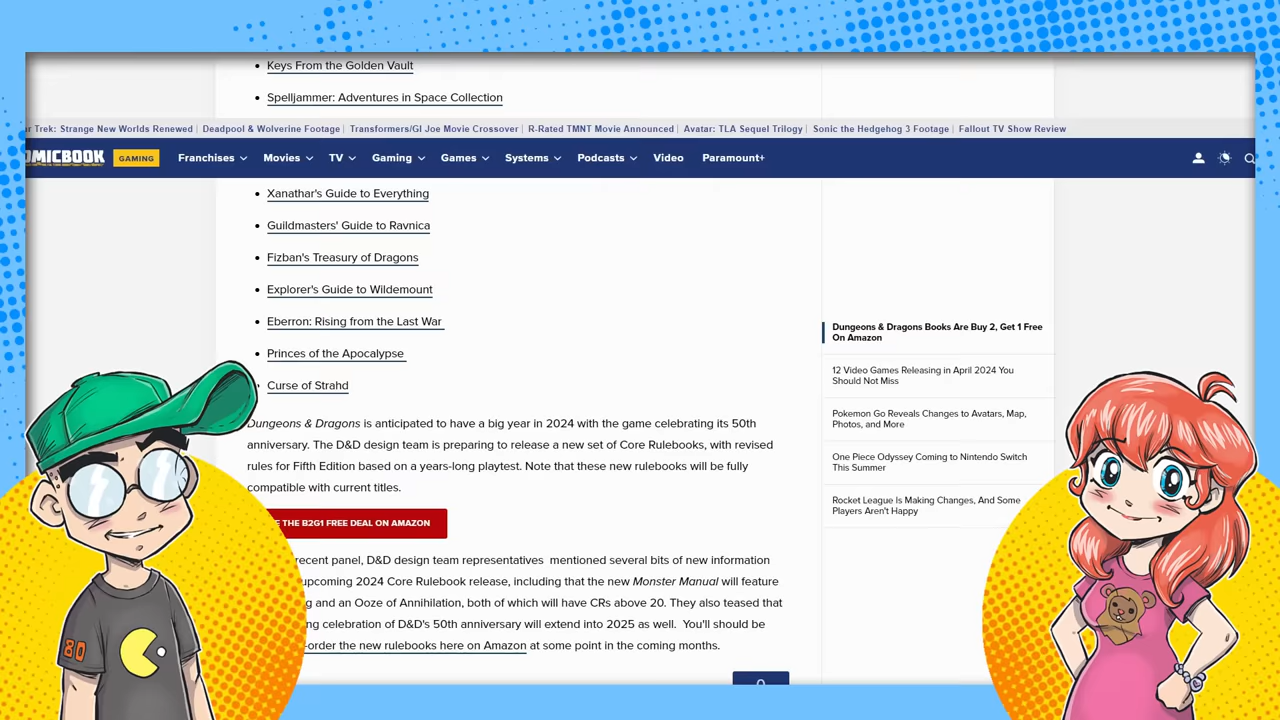 Keys From the Golden Vault
Spelljammer: Adventures in Space Collection
Trek: Strange New Worlds Renewed | Deadpool & Wolverine Footage | Transformers/GI Joe Movie Crossover | R-Rated TMNT Movie Announced | Avatar: TLA Sequel Trilogy | Sonic the Hedgehog 3 Footage | Fallout TV Show Review
OMICBOOK GAMING Franchises Movies TV Gaming Games Systems Podcasts Video Paramount+
Xanathar's Guide to Everything
Guildmasters' Guide to Ravnica
Fizban's Treasury of Dragons
Explorer's Guide to Wildemount
Eberron: Rising from the Last War
Princes of the Apocalypse
Curse of Strahd
Dungeons & Dragons is anticipated to have a big year in 2024 with the game celebrating its 50th
anniversary. The D&D design team is preparing to release a new set of Core Rulebooks, with revised
rules for Fifth Edition based on a years-long playtest. Note that these new rulebooks will be fully
compatible with current titles.
THE B2G1 FREE DEAL ON AMAZON
recent panel, D&D design team representatives mentioned several bits of new information
upcoming 2024 Core Rulebook release, including that the new Monster Manual will feature
and an Ooze of Annihilation, both of which will have CRs above 20. They also teased that
celebration of D&D's 50th anniversary will extend into 2025 as well. You'll should be
-order the new rulebooks here on Amazon at some point in the coming months.
Dungeons & Dragons Books Are Buy 2, Get 1 Free
On Amazon
12 Video Games Releasing in April 2024 You
Should Not Miss
Pokemon Go Reveals Changes to Avatars, Map,
Photos, and More
One Piece Odyssey Coming to Nintendo Switch
This Summer
Rocket League Is Making Changes, And Some
Players Aren't Happy
80